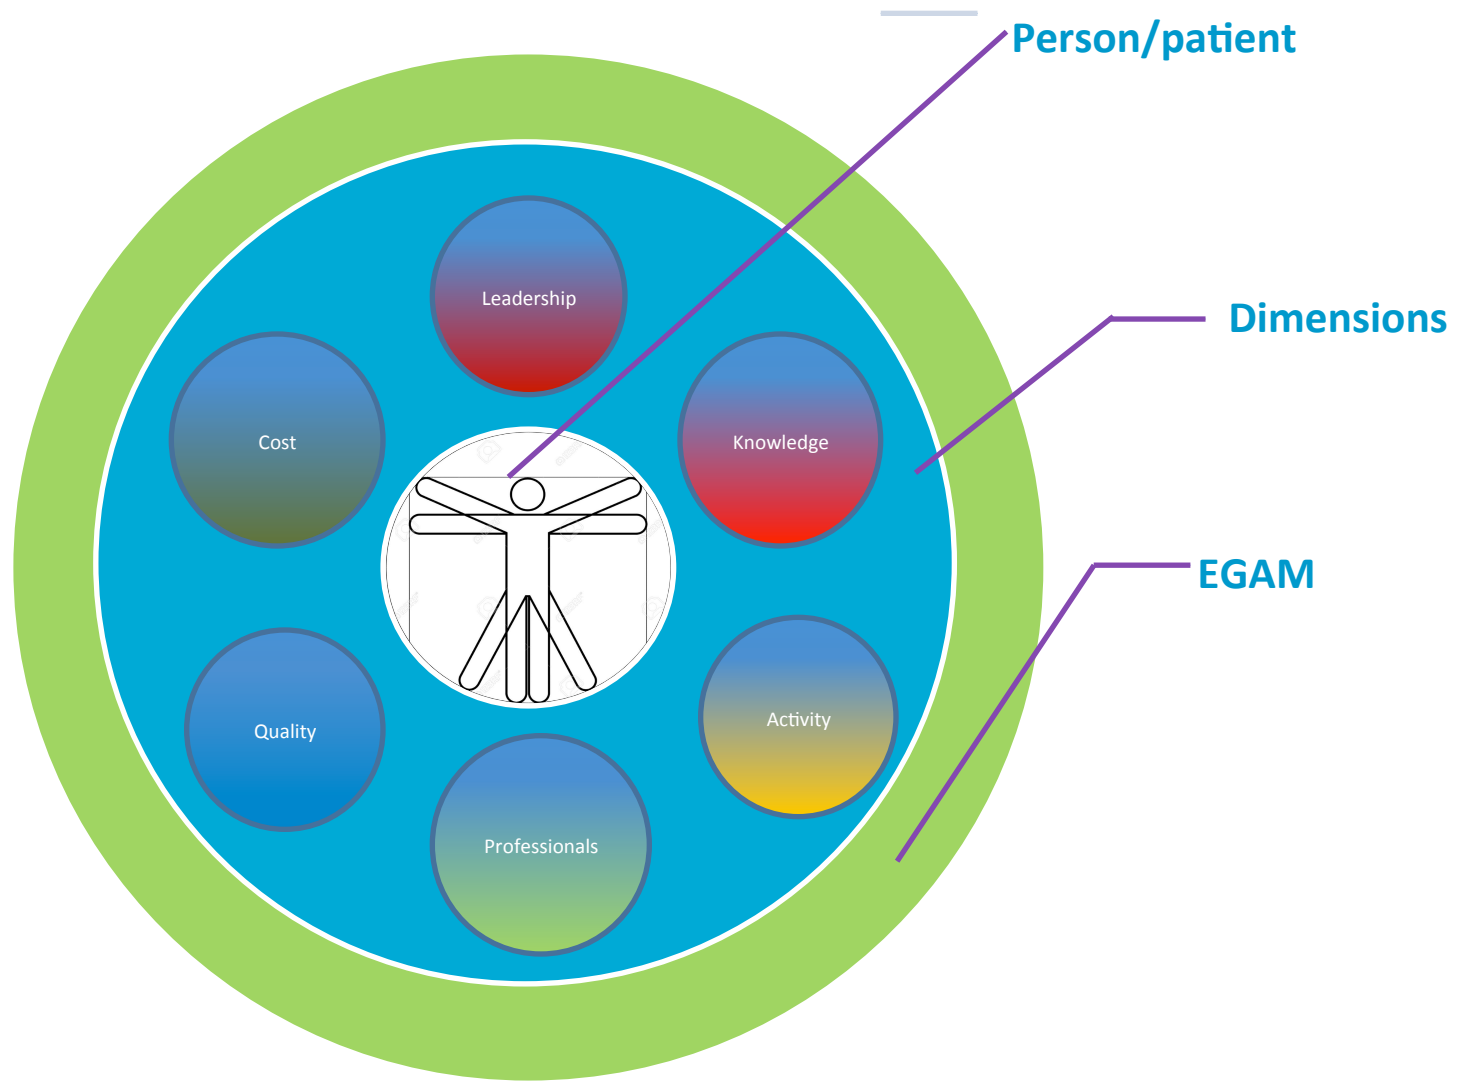 Person/patient
Leadership
Dimensions
Cost
Knowledge
EGAM
Quality
Activity
Professionals